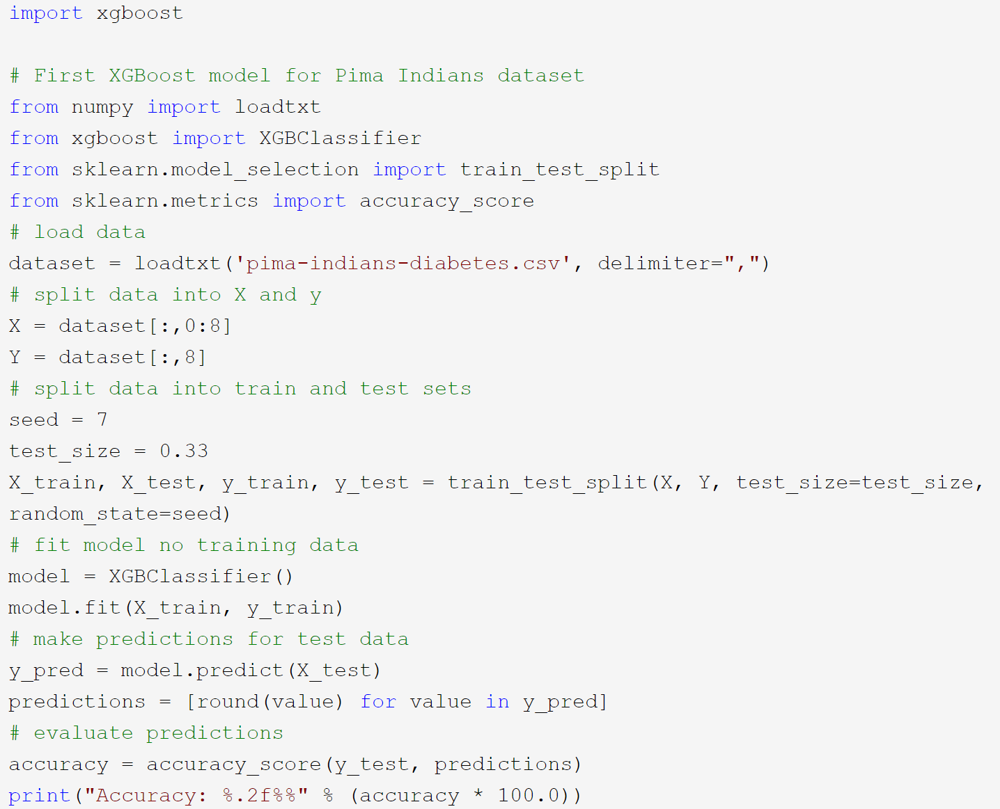 import xgboost
# First XGBoost model for Pima Indians dataset
from numpy import loadtxt
from xgboost import XGBClassifier
from sklearn.model_selection import train_test_split
from sklearn.metrics import accuracy_score
# load data
dataset = loadtxt('pima-indians-diabetes.csv', delimiter=",")
# split data into X and y
X = dataset[:,0:8]
Y = dataset[:,8]
# split data into train and test sets
seed = 7
test_size = 0.33
X_train, X_test, y_train, y_test = train_test_split(X, Y, test_size=test_size,
random_state=seed)
# fit model no training data
model = XGBClassifier()
model.fit(X_train, y_train)
# make predictions for test data
y_pred = model.predict(X_test)
predictions = [round(value) for value in y_pred]
# evaluate predictions
accuracy = accuracy_score(y_test, predictions)
print("Accuracy: %.2f%%" % (accuracy * 100.0))